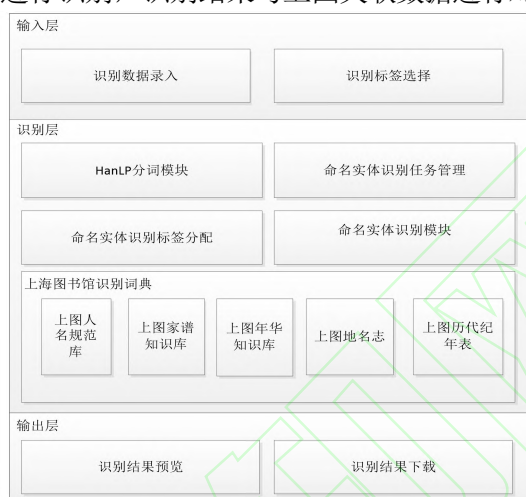 输入层
识别数据录入
识别标签选择
识别层
HanLP分词模块
命名实体识别任务管理
命名实体识别标签分配
命名实体识别模块
上海图书馆识别词典
上图人
名规范
库
上图家谱
知识库
上图年华
知识库
上图地名志
上图历代纪
年表
输出层
识别结果预览
识别结果下载